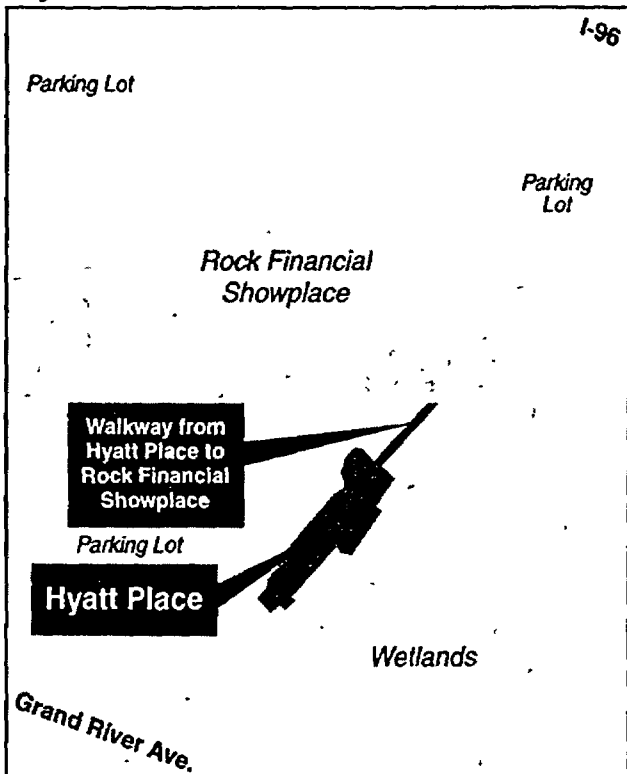 I-96
Parking Lot
Parking
Lot
Rock Financial
Showplace
Walkway from
Hyatt Place to
Rock Financial
Showplace
Parking Lot
Hyatt Place
Wetlands
Grand River Ave.